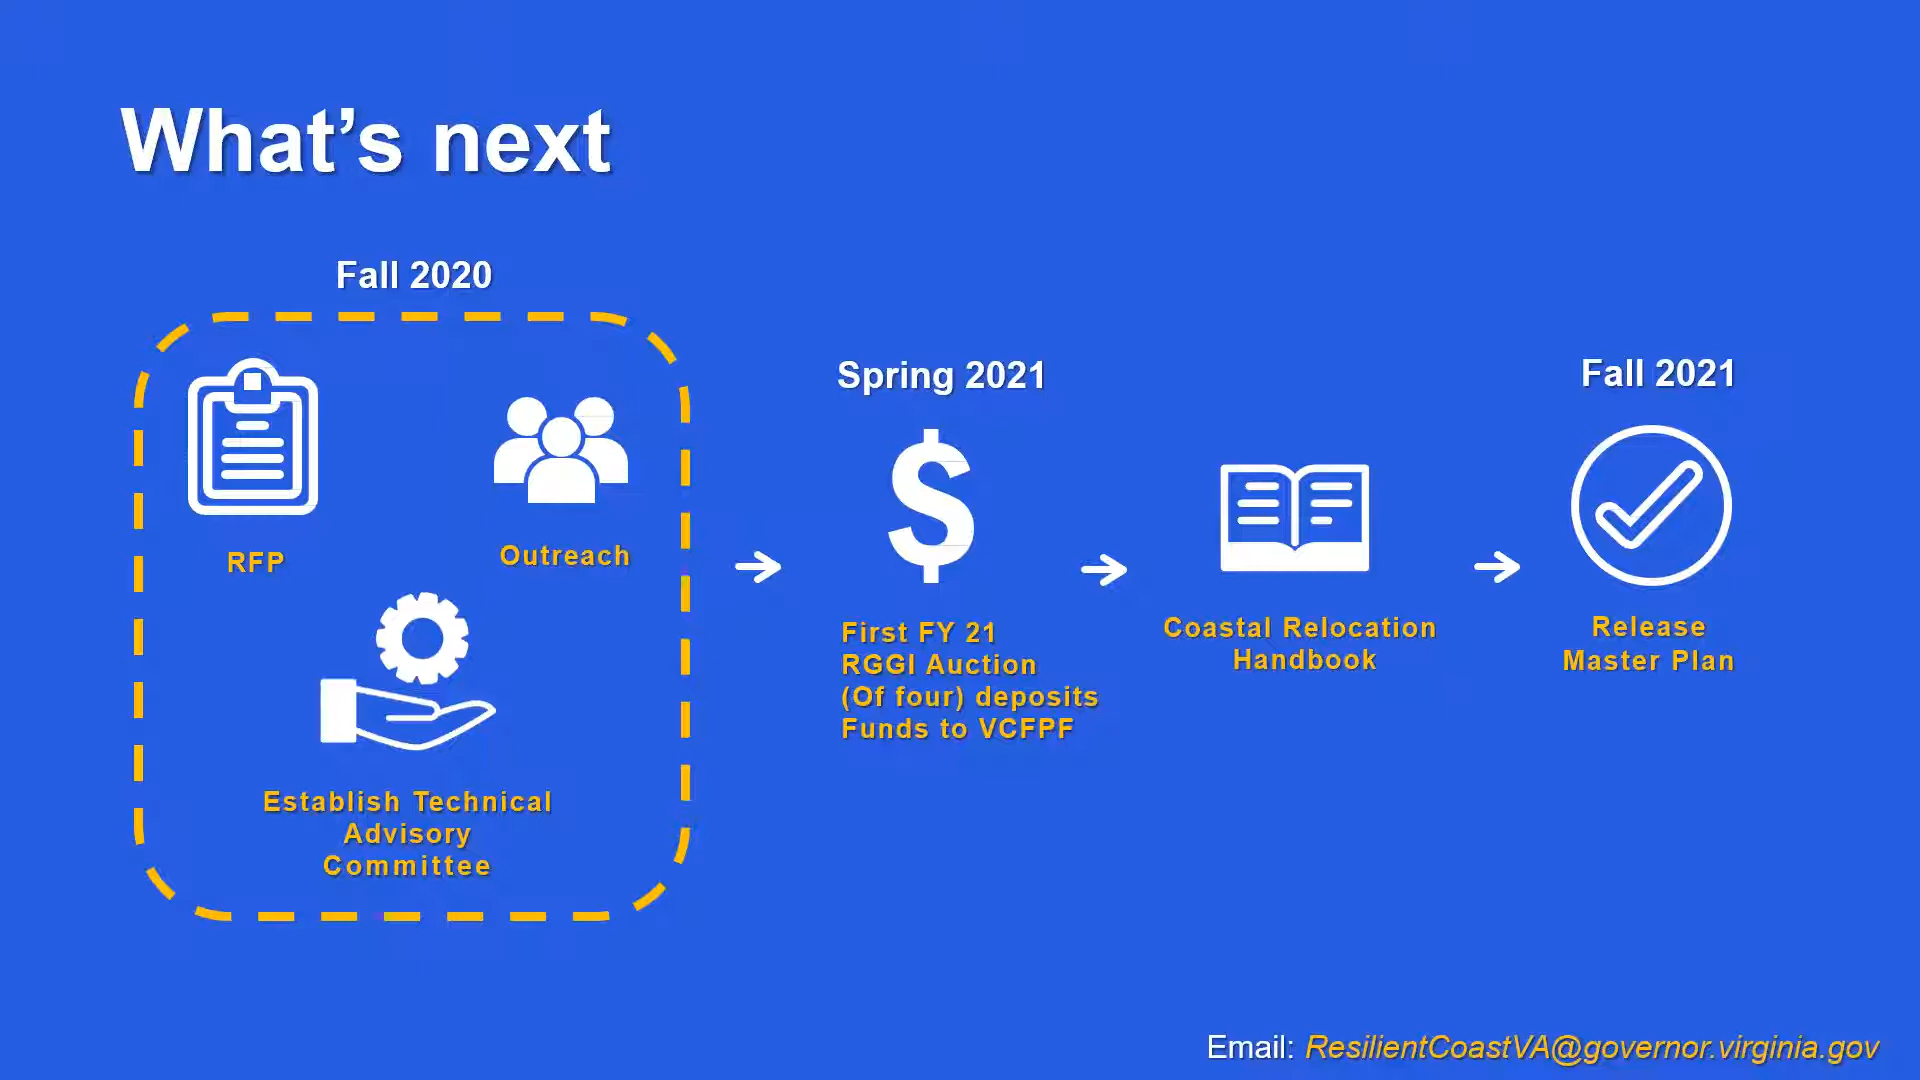 What’s next
Fall 2020
RFP
Outreach
Establish Technical
Advisory
Committee
Spring 2021
First FY 21
RGGI Auction
(Of four) deposits
Funds to VCFPF
Coastal Relocation
Handbook
Fall 2021
Release
Master Plan
Email: ResilientCoastVA@governor.virginia.gov